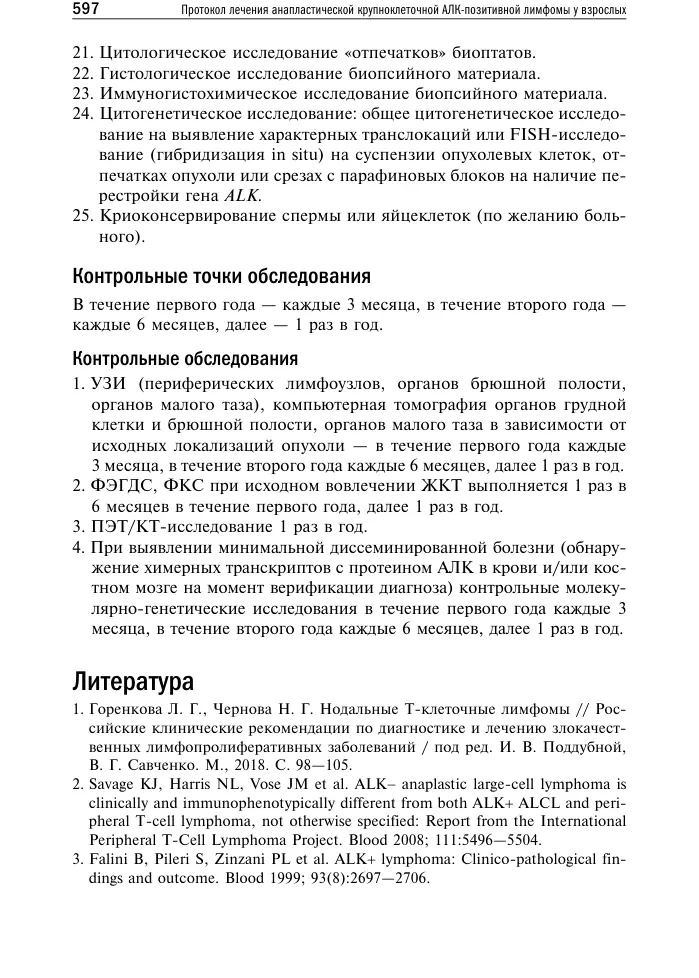 597 Протокол лечения анапластической крупноклеточной АЛК-позитивной лимфомы у взрослых
21. Цитологическое исследование «отпечатков» биоптатов.
22. Гистологическое исследование биопсийного материала.
23. Иммуногистохимическое исследование биопсийного материала.
24. Цитогенетическое исследование: общее цитогенетическое исследо-
вание на выявление характерных транслокаций или FISH-исследо-
вание (гибридизация in situ) на суспензии опухолевых клеток, от-
печатках опухоли или срезах с парафиновых блоков на наличие пе-
рестройки гена ALK.
25. Криоконсервирование спермы или яйцеклеток (по желанию боль-
ного).
Контрольные точки обследования
В течение первого года — каждые 3 месяца, в течение второго года —
каждые 6 месяцев, далее — 1 раз в год.
Контрольные обследования
1. УЗИ (периферических лимфоузлов, органов брюшной полости,
органов малого таза), компьютерная томография органов грудной
клетки и брюшной полости, органов малого таза в зависимости от
исходных локализаций опухоли — в течение первого года каждые
3 месяца, в течение второго года каждые 6 месяцев, далее 1 раз в год.
2. ФЭГДС, ФКС при исходном вовлечении ЖКТ выполняется 1 раз в
6 месяцев в течение первого года, далее 1 раз в год.
3. ПЭТ/КТ-исследование 1 раз в год.
4. При выявлении минимальной диссеминированной болезни (обнару-
жение химерных транскриптов с протеином АЛК в крови и/или кос-
тном мозге на момент верификации диагноза) контрольные молеку-
лярно-генетические исследования в течение первого года каждые 3
месяца, в течение второго года каждые 6 месяцев, далее 1 раз в год.
Литература
1. Горенкова Л. Г., Чернова Н. Г. Нодальные Т-клеточные лимфомы // Рос-
сийские клинические рекомендации по диагностике и лечению злокачест-
венных лимфопролиферативных заболеваний / под ред. И. В. Поддубной,
В. Г. Савченко. М., 2018. С. 98—105.
2. Savage KJ, Harris NL, Vose JM et al. ALK– anaplastic large-cell lymphoma is
clinically and immunophenotypically different from both ALK+ ALCL and peri-
pheral T-cell lymphoma, not otherwise specified: Report from the International
Peripheral T-Cell Lymphoma Project. Blood 2008; 111:5496—5504.
3. Falini B, Pileri S, Zinzani PL et al. ALK+ lymphoma: Clinico-pathological fin-
dings and outcome. Blood 1999; 93(8):2697—2706.